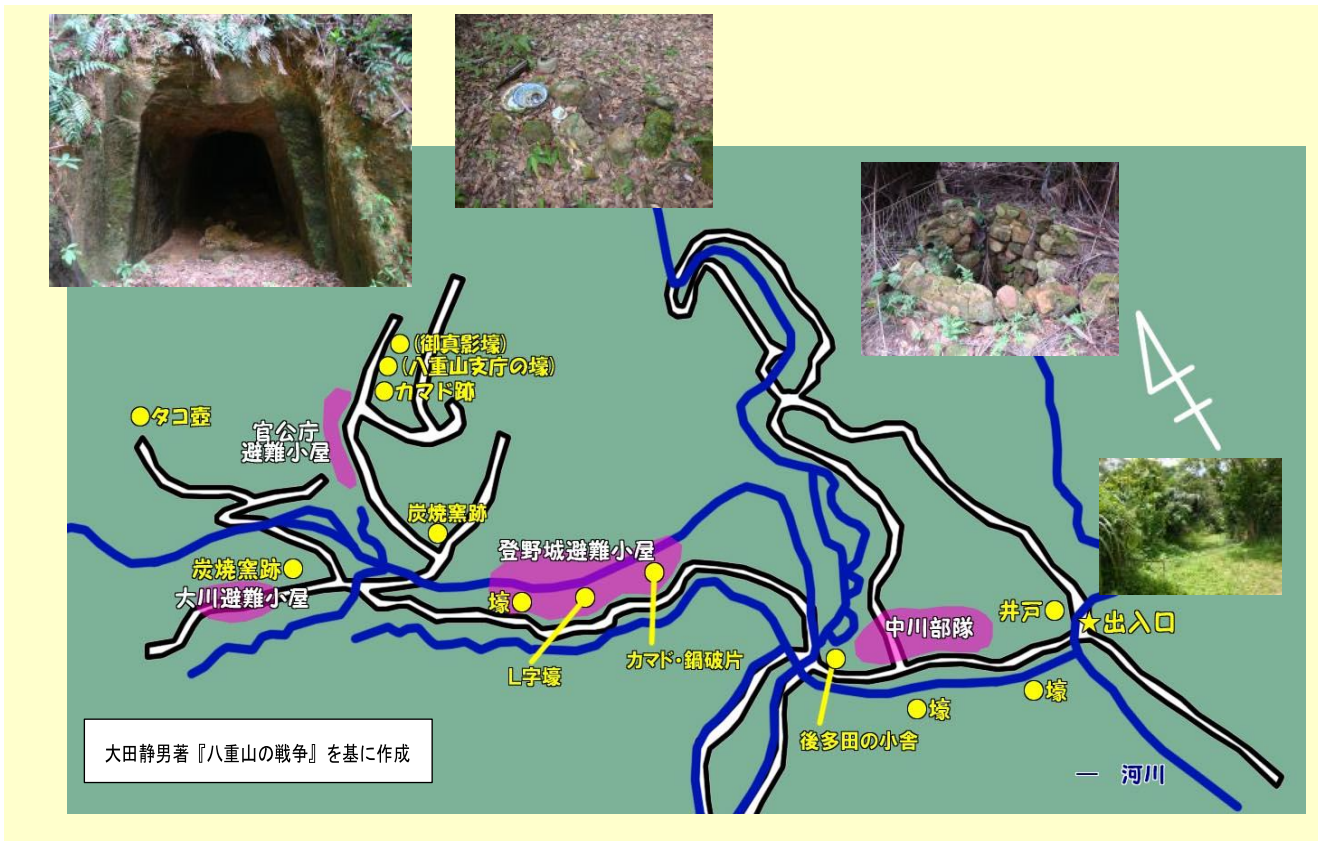 (御真影壕)
(八重山支庁の壕)
カマド跡
タコ壺
官公庁
避難小屋
炭焼窯跡
登野城避難小屋
炭焼窯跡
大川避難小屋
壕
L字壕
カマド・鍋破片
中川部隊
井戸
☆出入口
壕
壕
後多田の小舎
大田静男著『八重山の戦争』を基に作成
― 河川